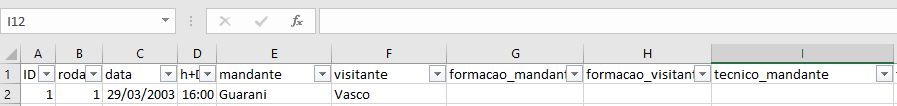 I12
fx
A B C D E F G H I
1 ID roda data h+D mandante visitante formacao_mandant formacao_visitant tecnico_mandante
2 1 1 29/03/2003 16:00 Guarani Vasco